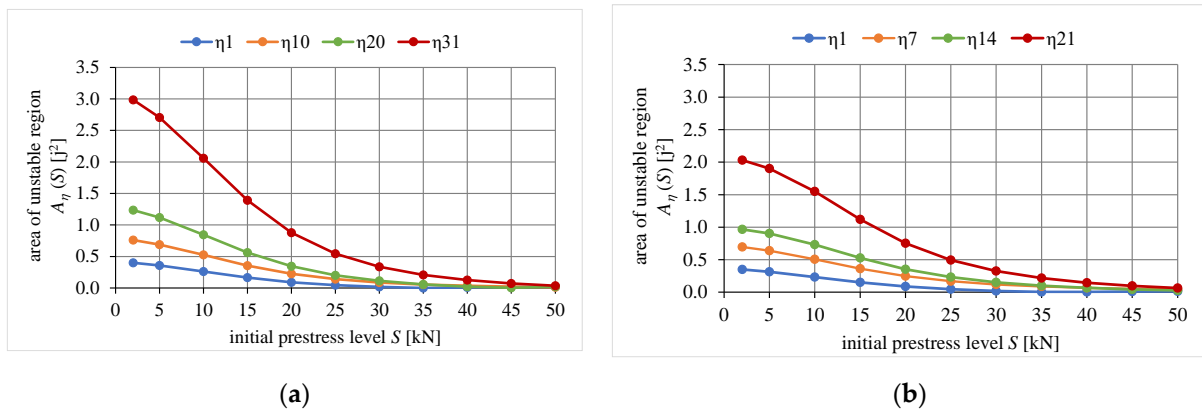 η1 η10 η20 η31
area of unstable region
Aη (S) [j²]
3.5
3.0
2.5
2.0
1.5
1.0
0.5
0.0
0 5 10 15 20 25 30 35 40 45 50
initial prestress level S [kN]
(a)
η1 η7 η14 η21
area of unstable region
Aη (S) [j²]
3.5
3.0
2.5
2.0
1.5
1.0
0.5
0.0
0 5 10 15 20 25 30 35 40 45 50
initial prestress level S [kN]
(b)